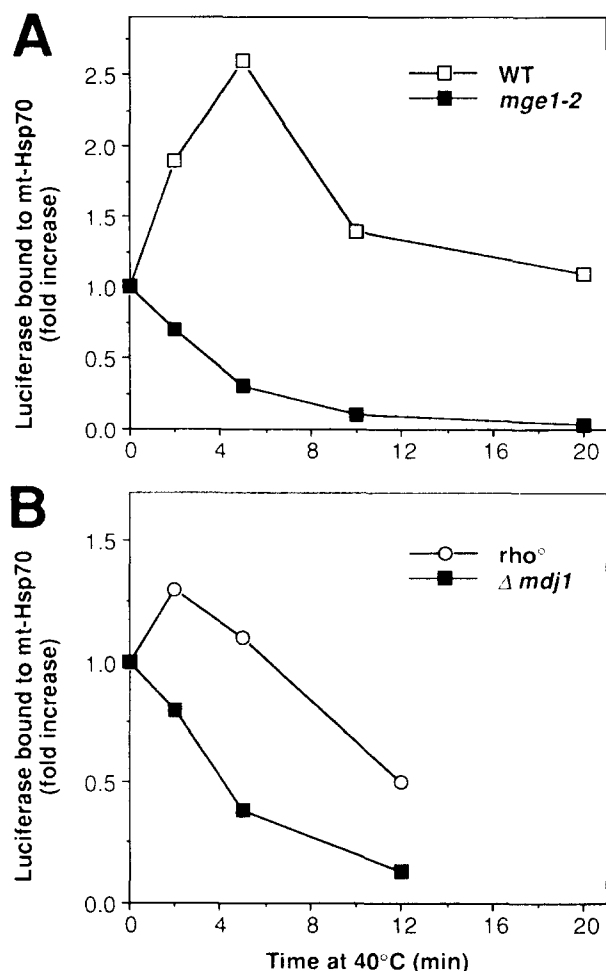 A
Luciferase bound to mt-Hsp70
(fold increase)
2.5
2.0
1.5
1.0
0.5
0.0
WT
mge1-2
0 4 8 12 16 20
B
Luciferase bound to mt-Hsp70
(fold increase)
1.5
1.0
0.5
0.0
rho°
Δ mdj1
0 4 8 12 16 20
Time at 40°C (min)